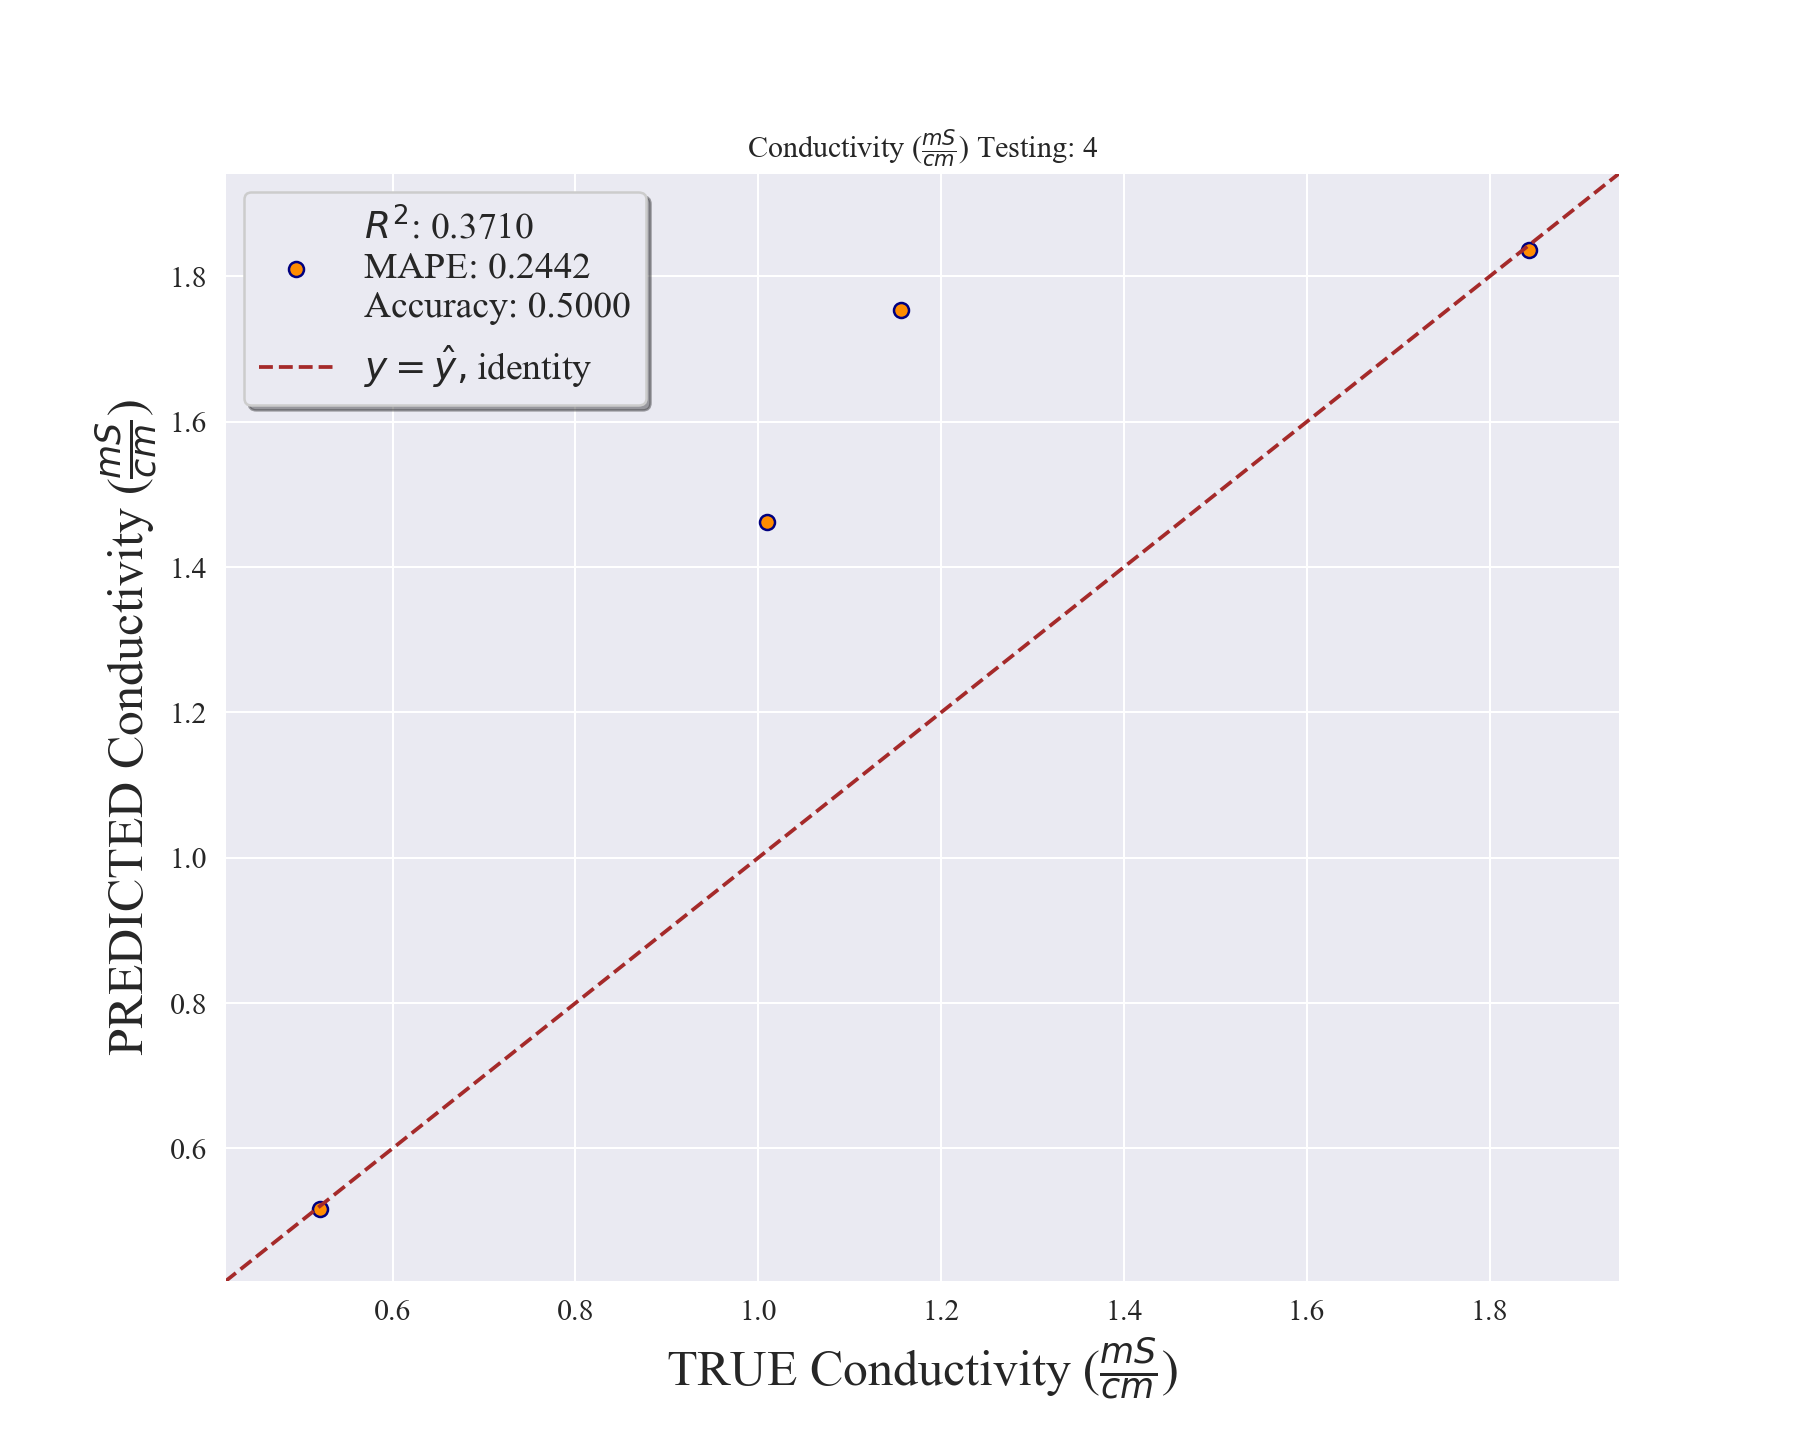 Conductivity (mS/cm) Testing: 4
R²: 0.3710
MAPE: 0.2442
Accuracy: 0.5000
y = ŷ, identity
PREDICTED Conductivity (mS/cm)
1.8
1.6
1.4
1.2
1.0
0.8
0.6
0.6 0.8 1.0 1.2 1.4 1.6 1.8
TRUE Conductivity (mS/cm)